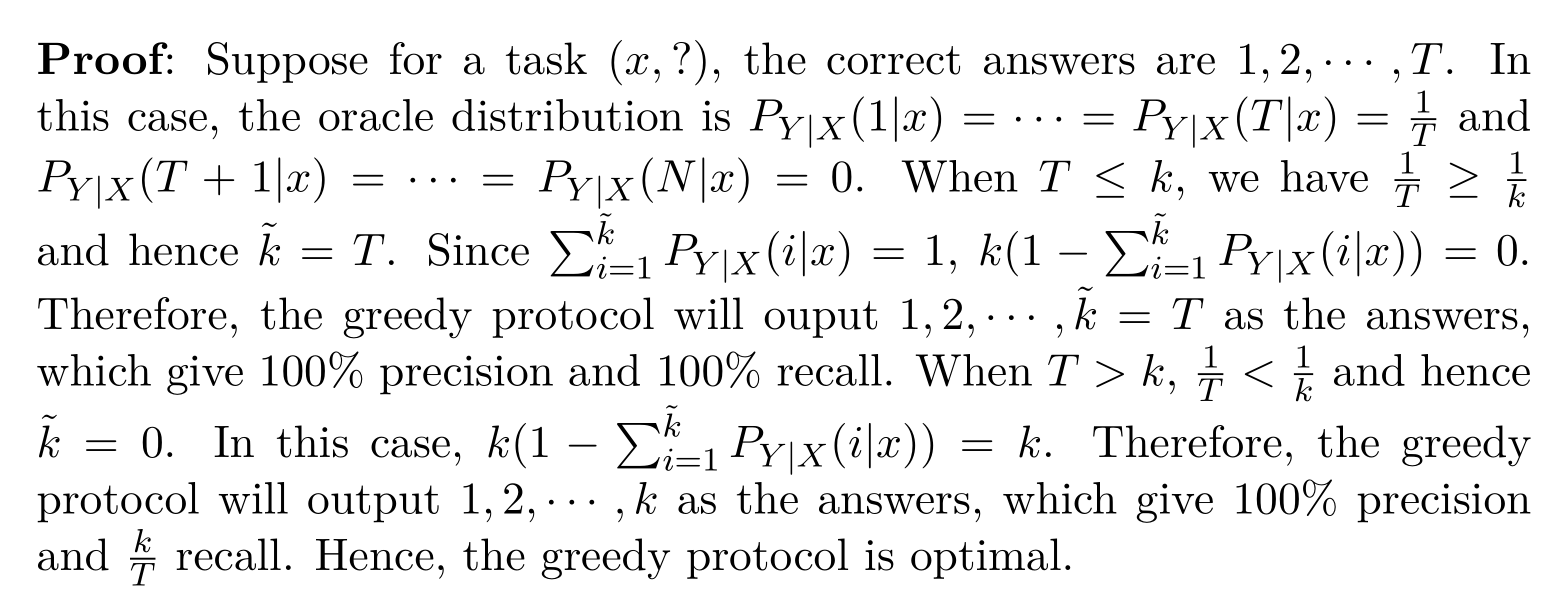 **Proof**: Suppose for a task $(x, ?)$, the correct answers are $1, 2, \cdots, T$. In
this case, the oracle distribution is $P_{Y|X}(1|x) = \cdots = P_{Y|X}(T|x) = \frac{1}{T}$ and
$P_{Y|X}(T+1|x) = \cdots = P_{Y|X}(N|x) = 0$. When $T \leq k$, we have $\frac{1}{T} \geq \frac{1}{k}$
and hence $\tilde{k} = T$. Since $\sum_{i=1}^{\tilde{k}} P_{Y|X}(i|x) = 1$, $k(1 - \sum_{i=1}^{\tilde{k}} P_{Y|X}(i|x)) = 0$.
Therefore, the greedy protocol will ouput $1, 2, \cdots, \tilde{k} = T$ as the answers,
which give 100% precision and 100% recall. When $T > k$, $\frac{1}{T} < \frac{1}{k}$ and hence
$\tilde{k} = 0$. In this case, $k(1 - \sum_{i=1}^{\tilde{k}} P_{Y|X}(i|x)) = k$. Therefore, the greedy
protocol will output $1, 2, \cdots, k$ as the answers, which give 100% precision
and $\frac{k}{T}$ recall. Hence, the greedy protocol is optimal.